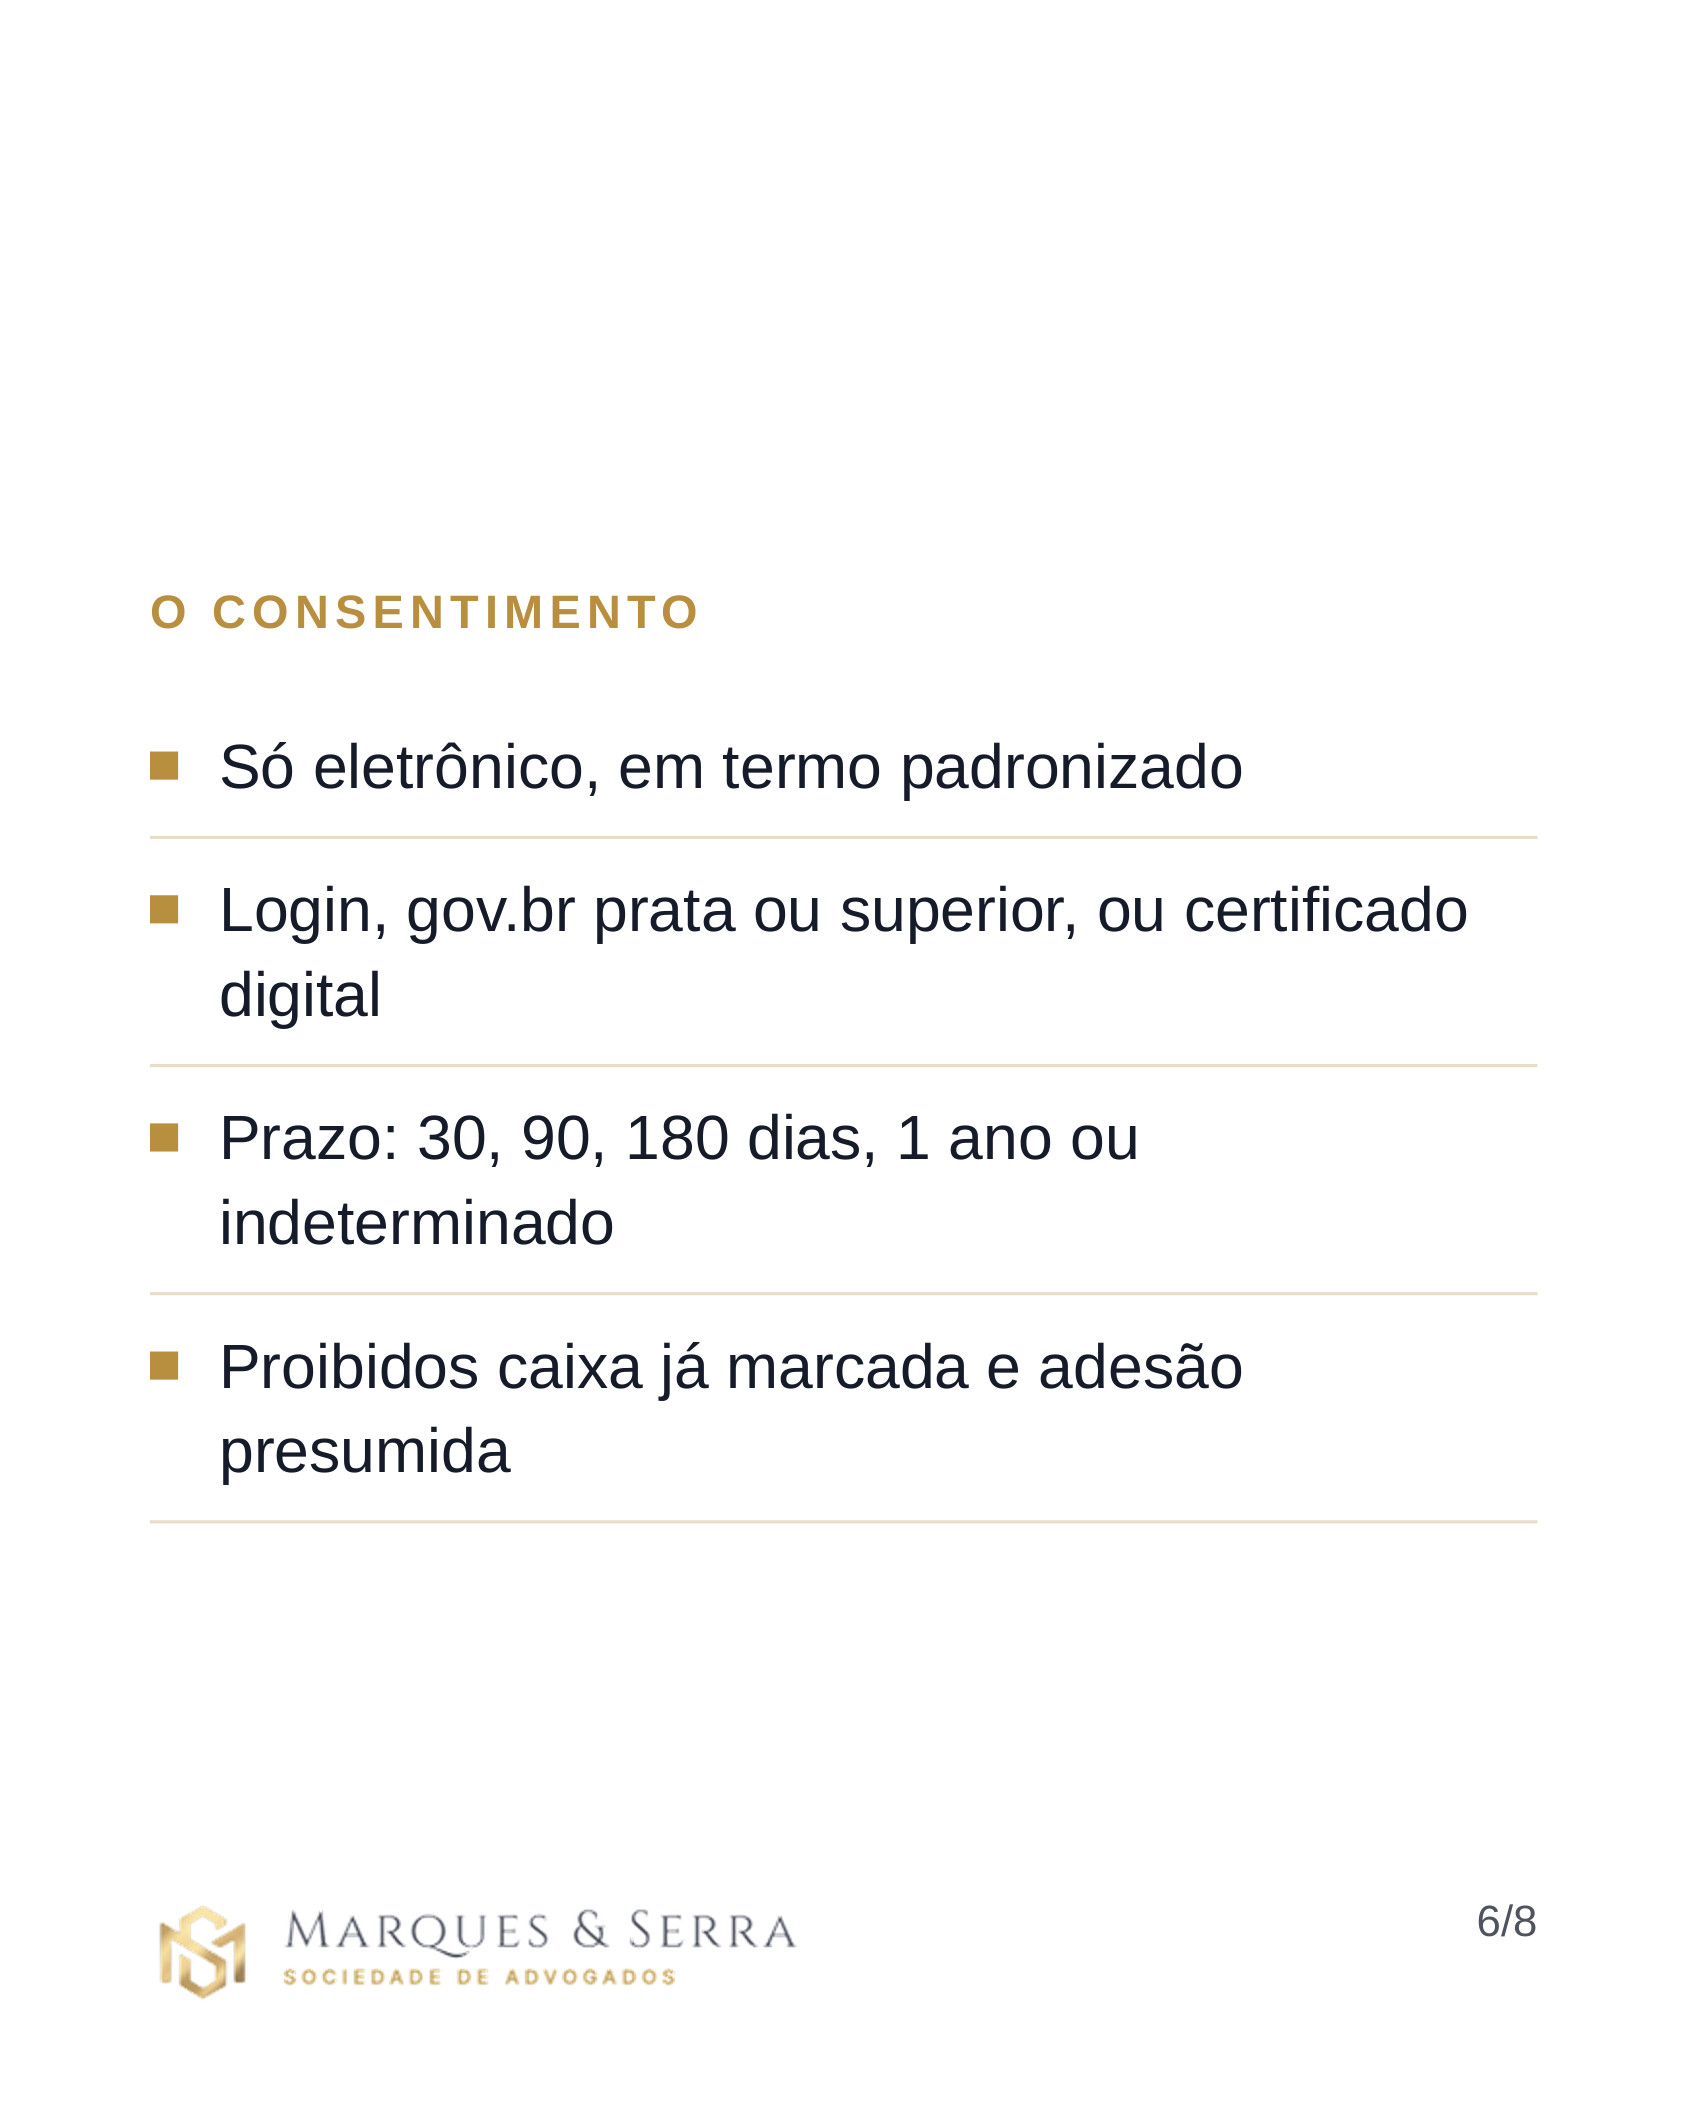 O CONSENTIMENTO
Só eletrônico, em termo padronizado
Login, gov.br prata ou superior, ou certificado
digital
Prazo: 30, 90, 180 dias, 1 ano ou
indeterminado
Proibidos caixa já marcada e adesão
presumida
MARQUES & SERRA
SOCIEDADE DE ADVOGADOS
6/8